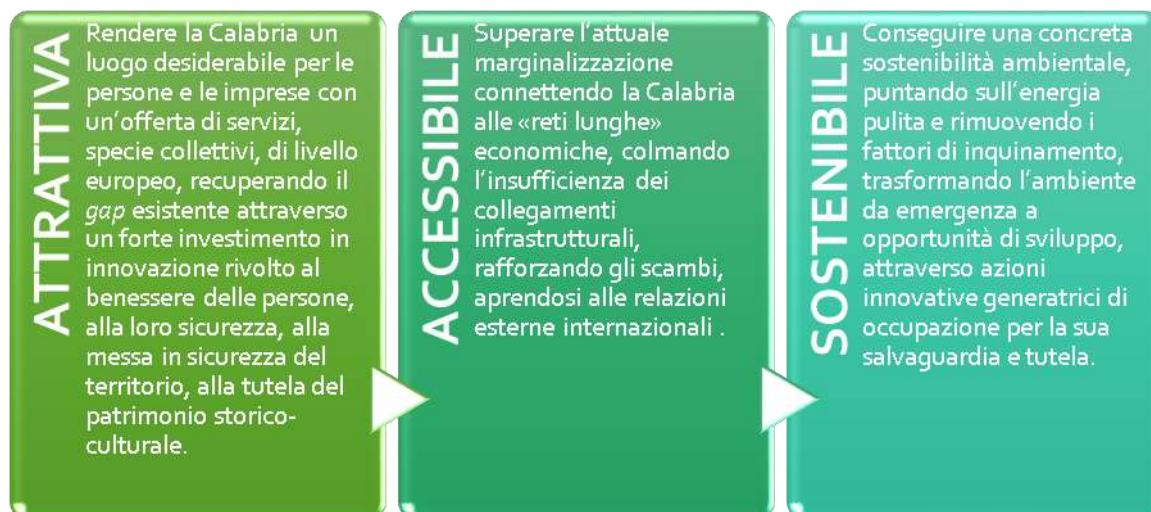 ATTRATTIVA
Rendere la Calabria un
luogo desiderabile per le
persone e le imprese con
un'offerta di servizi,
specie collettivi, di livello
europeo, recuperando il
gap esistente attraverso
un forte investimento in
innovazione rivolto al
benessere delle persone,
alla loro sicurezza, alla
messa in sicurezza del
territorio, alla tutela del
patrimonio storico-
culturale.
ACCESSIBILE
Superare l'attuale
marginalizzazione
connettendo la Calabria
alle «reti lunghe»
economiche, colmando
l'insufficienza dei
collegamenti
infrastrutturali,
rafforzando gli scambi,
aprendosi alle relazioni
esterne internazionali .
SOSTENIBILE
Conseguire una concreta
sostenibilità ambientale,
puntando sull'energia
pulita e rimuovendo i
fattori di inquinamento,
trasformando l'ambiente
da emergenza a
opportunità di sviluppo,
attraverso azioni
innovative generatrici di
occupazione per la sua
salvaguardia e tutela.